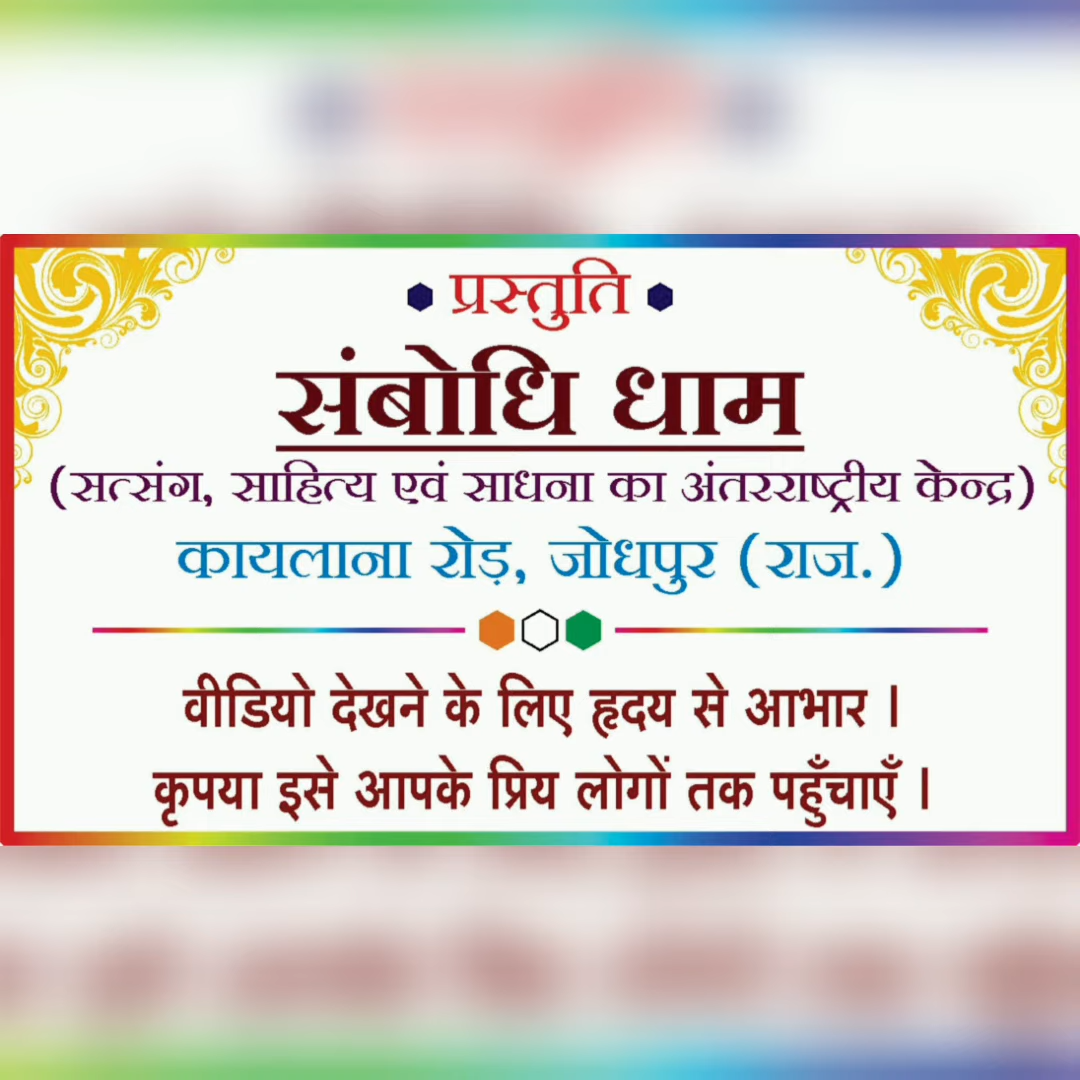 प्रस्तुति
संबोधि धाम
(सत्संग, साहित्य एवं साधना का अंतरराष्ट्रीय केन्द्र)
कायलाना रोड़, जोधपुर (राज.)
वीडियो देखने के लिए हृदय से आभार ।
कृपया इसे आपके प्रिय लोगों तक पहुँचाएँ ।